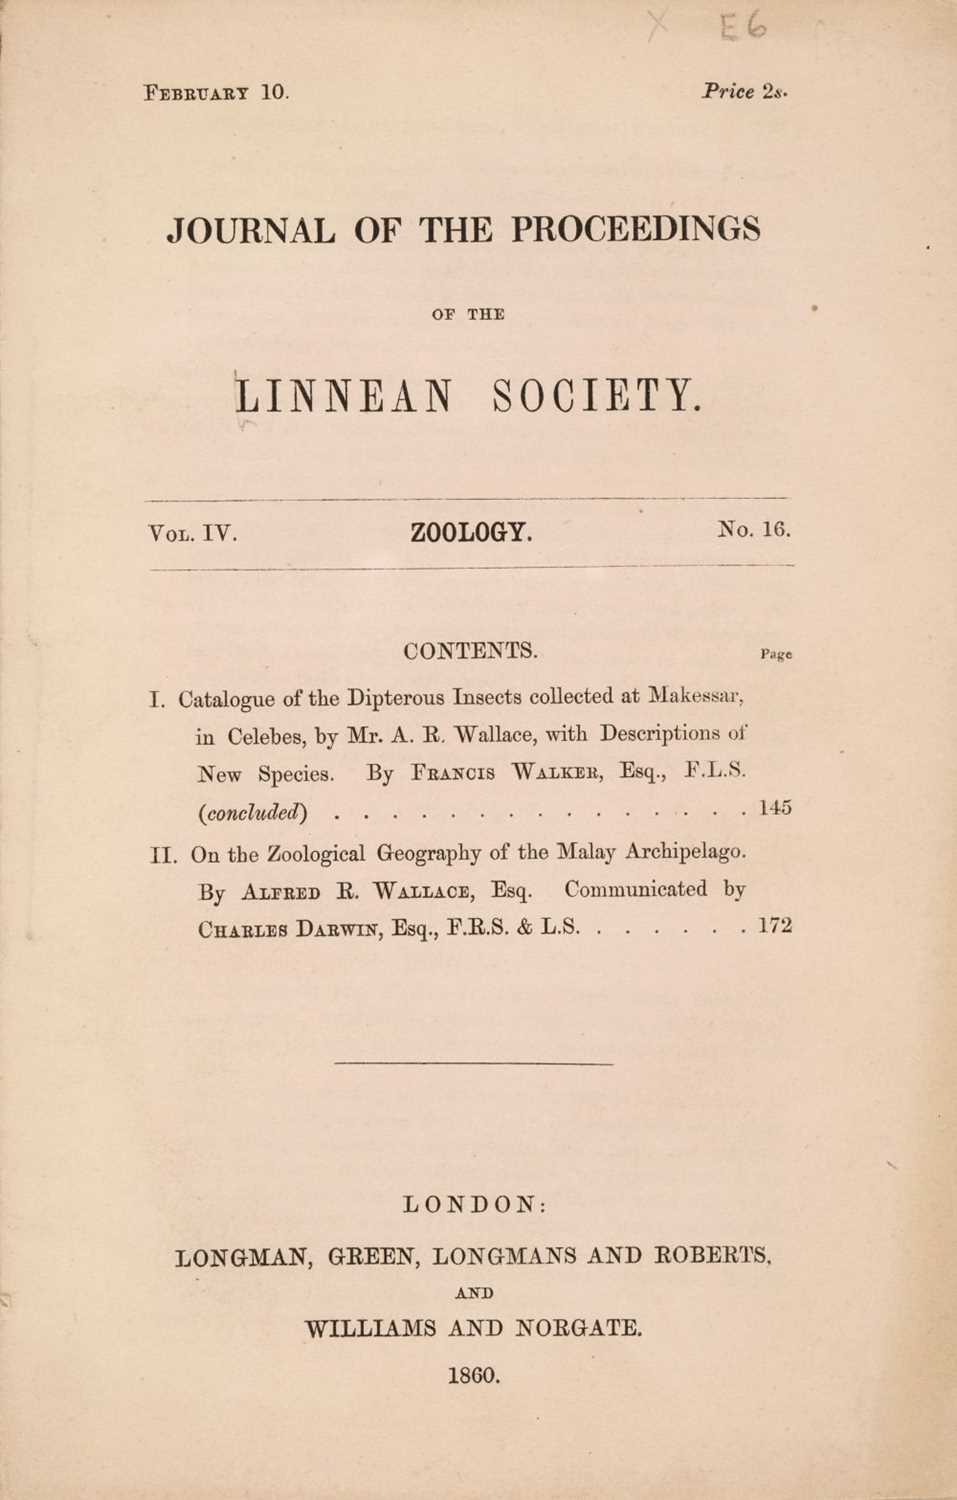 X E6
FEBRUARY 10. Price 2s.
JOURNAL OF THE PROCEEDINGS
OF THE
LINNEAN SOCIETY.
VOL. IV. ZOOLOGY. No. 16.
CONTENTS. Page
I. Catalogue of the Dipterous Insects collected at Makessar,
in Celebes, by Mr. A. R. Wallace, with Descriptions of
New Species. By FRANCIS WALKER, Esq., F.L.S.
(concluded) . . . . . . . . . . . . . . . 145
II. On the Zoological Geography of the Malay Archipelago.
By ALFRED R. WALLACE, Esq. Communicated by
CHARLES DARWIN, Esq., F.R.S. & L.S. . . . . . . 172
LONDON:
LONGMAN, GREEN, LONGMANS AND ROBERTS,
AND
WILLIAMS AND NORGATE.
1860.